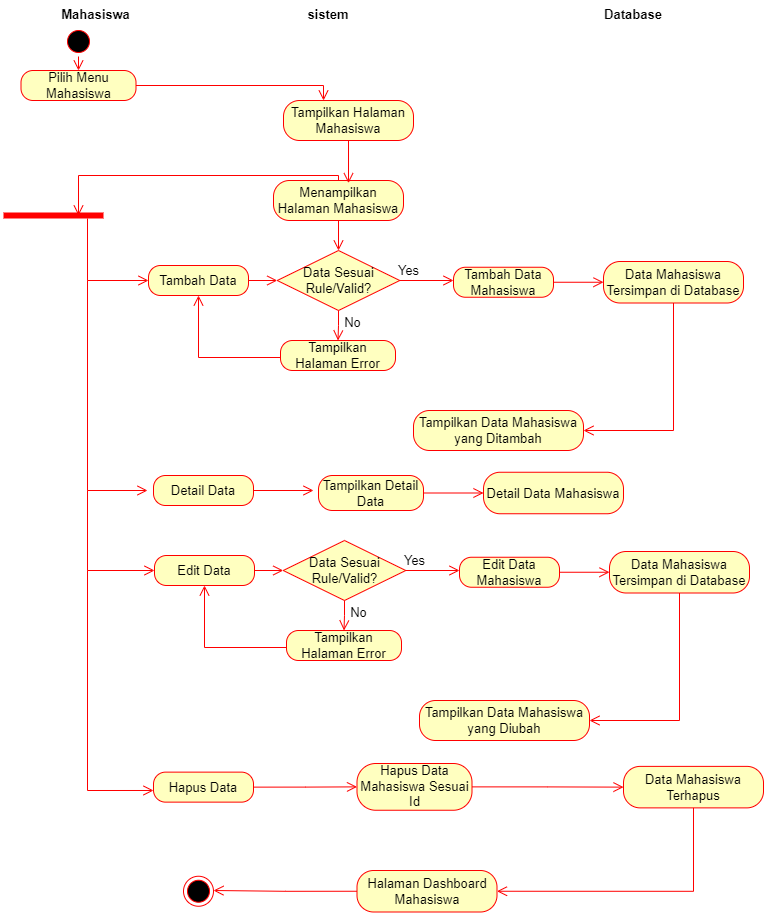 Mahasiswa
sistem
Database
Pilih Menu
Mahasiswa
Tampilkan Halaman
Mahasiswa
Menampilkan
Halaman Mahasiswa
Tambah Data
Data Sesuai
Rule/Valid?
Yes
Tambah Data
Mahasiswa
Data Mahasiswa
Tersimpan di Database
No
Tampilkan
Halaman Error
Tampilkan Data Mahasiswa
yang Ditambah
Detail Data
Tampilkan Detail
Data
Detail Data Mahasiswa
Edit Data
Data Sesuai
Rule/Valid?
Yes
Edit Data
Mahasiswa
Data Mahasiswa
Tersimpan di Database
No
Tampilkan
Halaman Error
Tampilkan Data Mahasiswa
yang Diubah
Hapus Data
Hapus Data
Mahasiswa Sesuai
Id
Data Mahasiswa
Terhapus
Halaman Dashboard
Mahasiswa